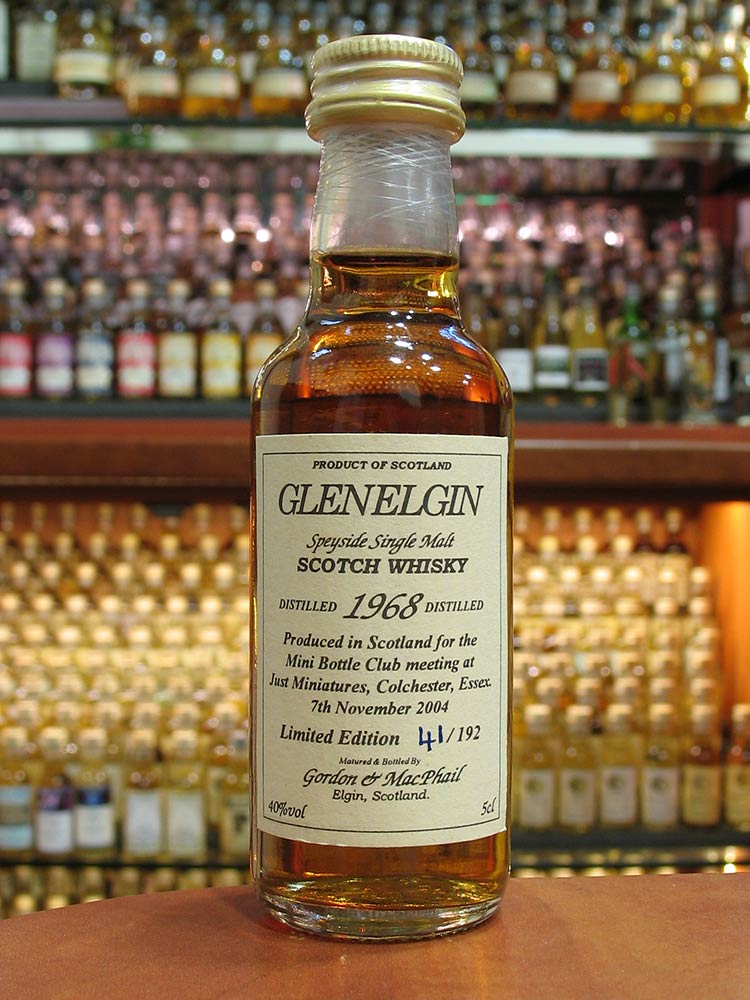 PRODUCT OF SCOTLAND
GLENELGIN
Speyside Single Malt
SCOTCH WHISKY
DISTILLED 1968 DISTILLED
Produced in Scotland for the
Mini Bottle Club meeting at
Just Miniatures, Colchester, Essex.
7th November 2004
Limited Edition 41/192
Matured & Bottled By
Gordon & MacPhail
Elgin, Scotland.
40%vol 5cl